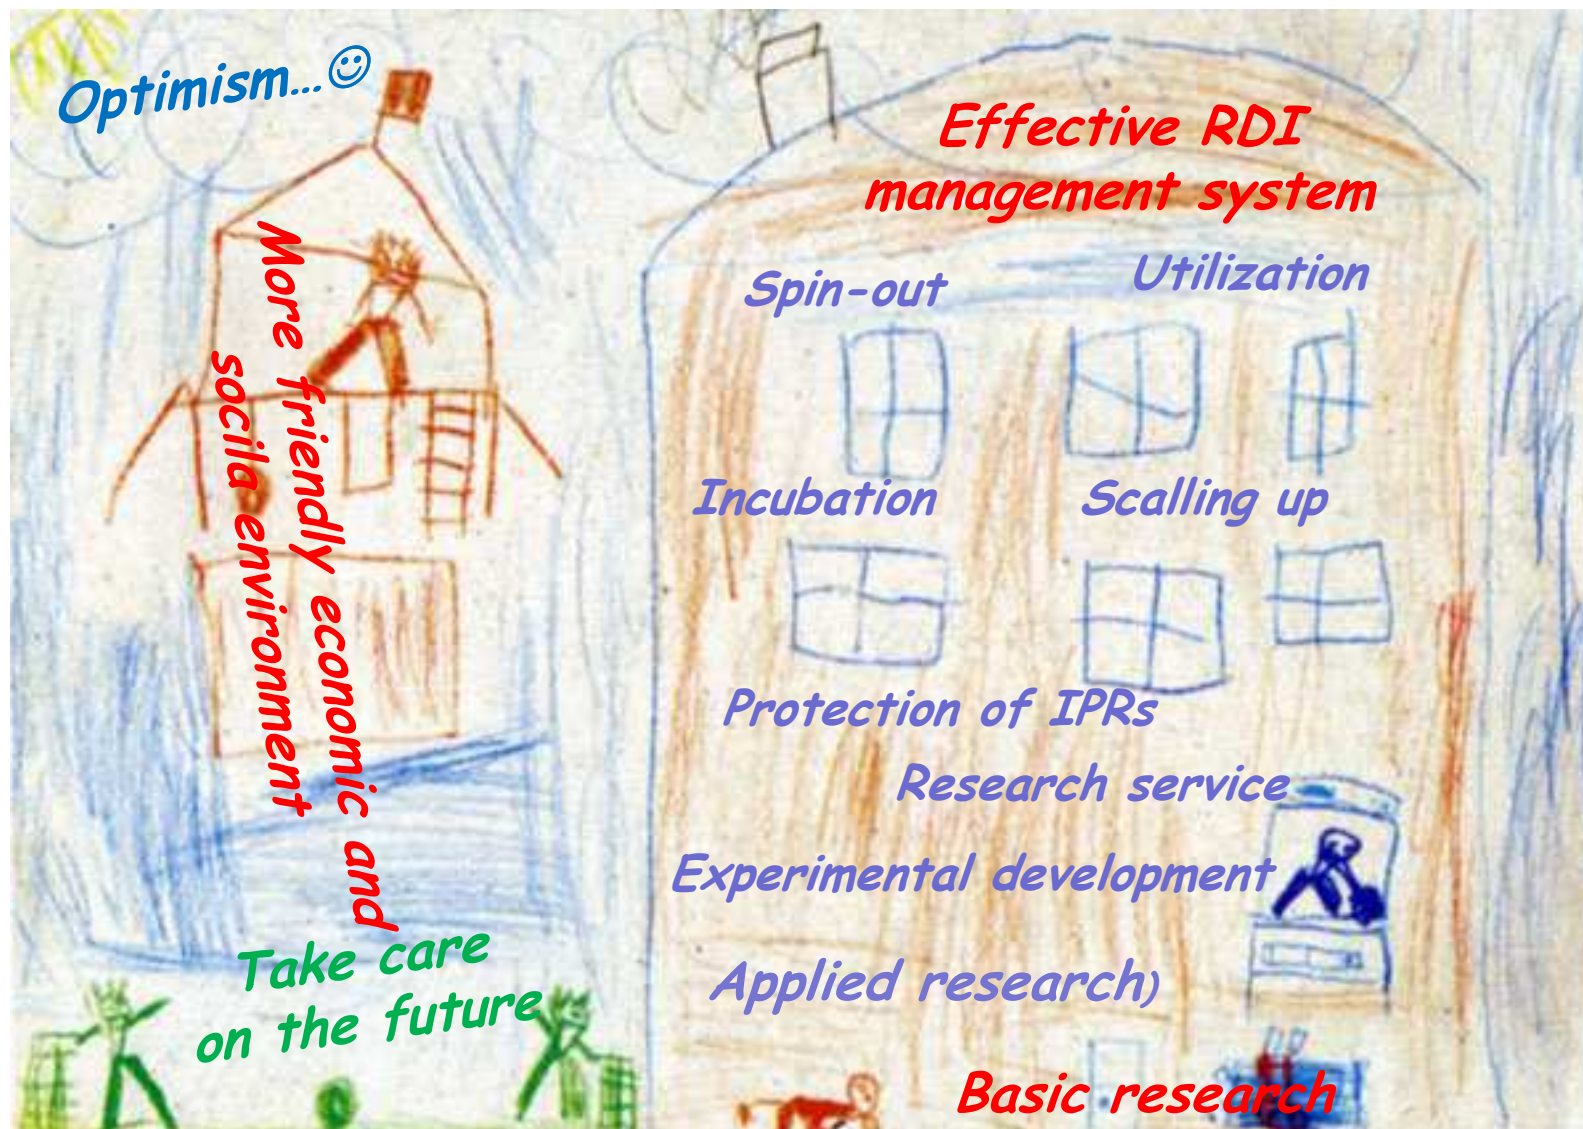 Optimism…☺
Effective RDI
management system
Spin-out
Utilization
More friendly economic and
socila environment
Incubation
Scalling up
Protection of IPRs
Research service
Experimental development
Take care
on the future
Applied research)
Basic research